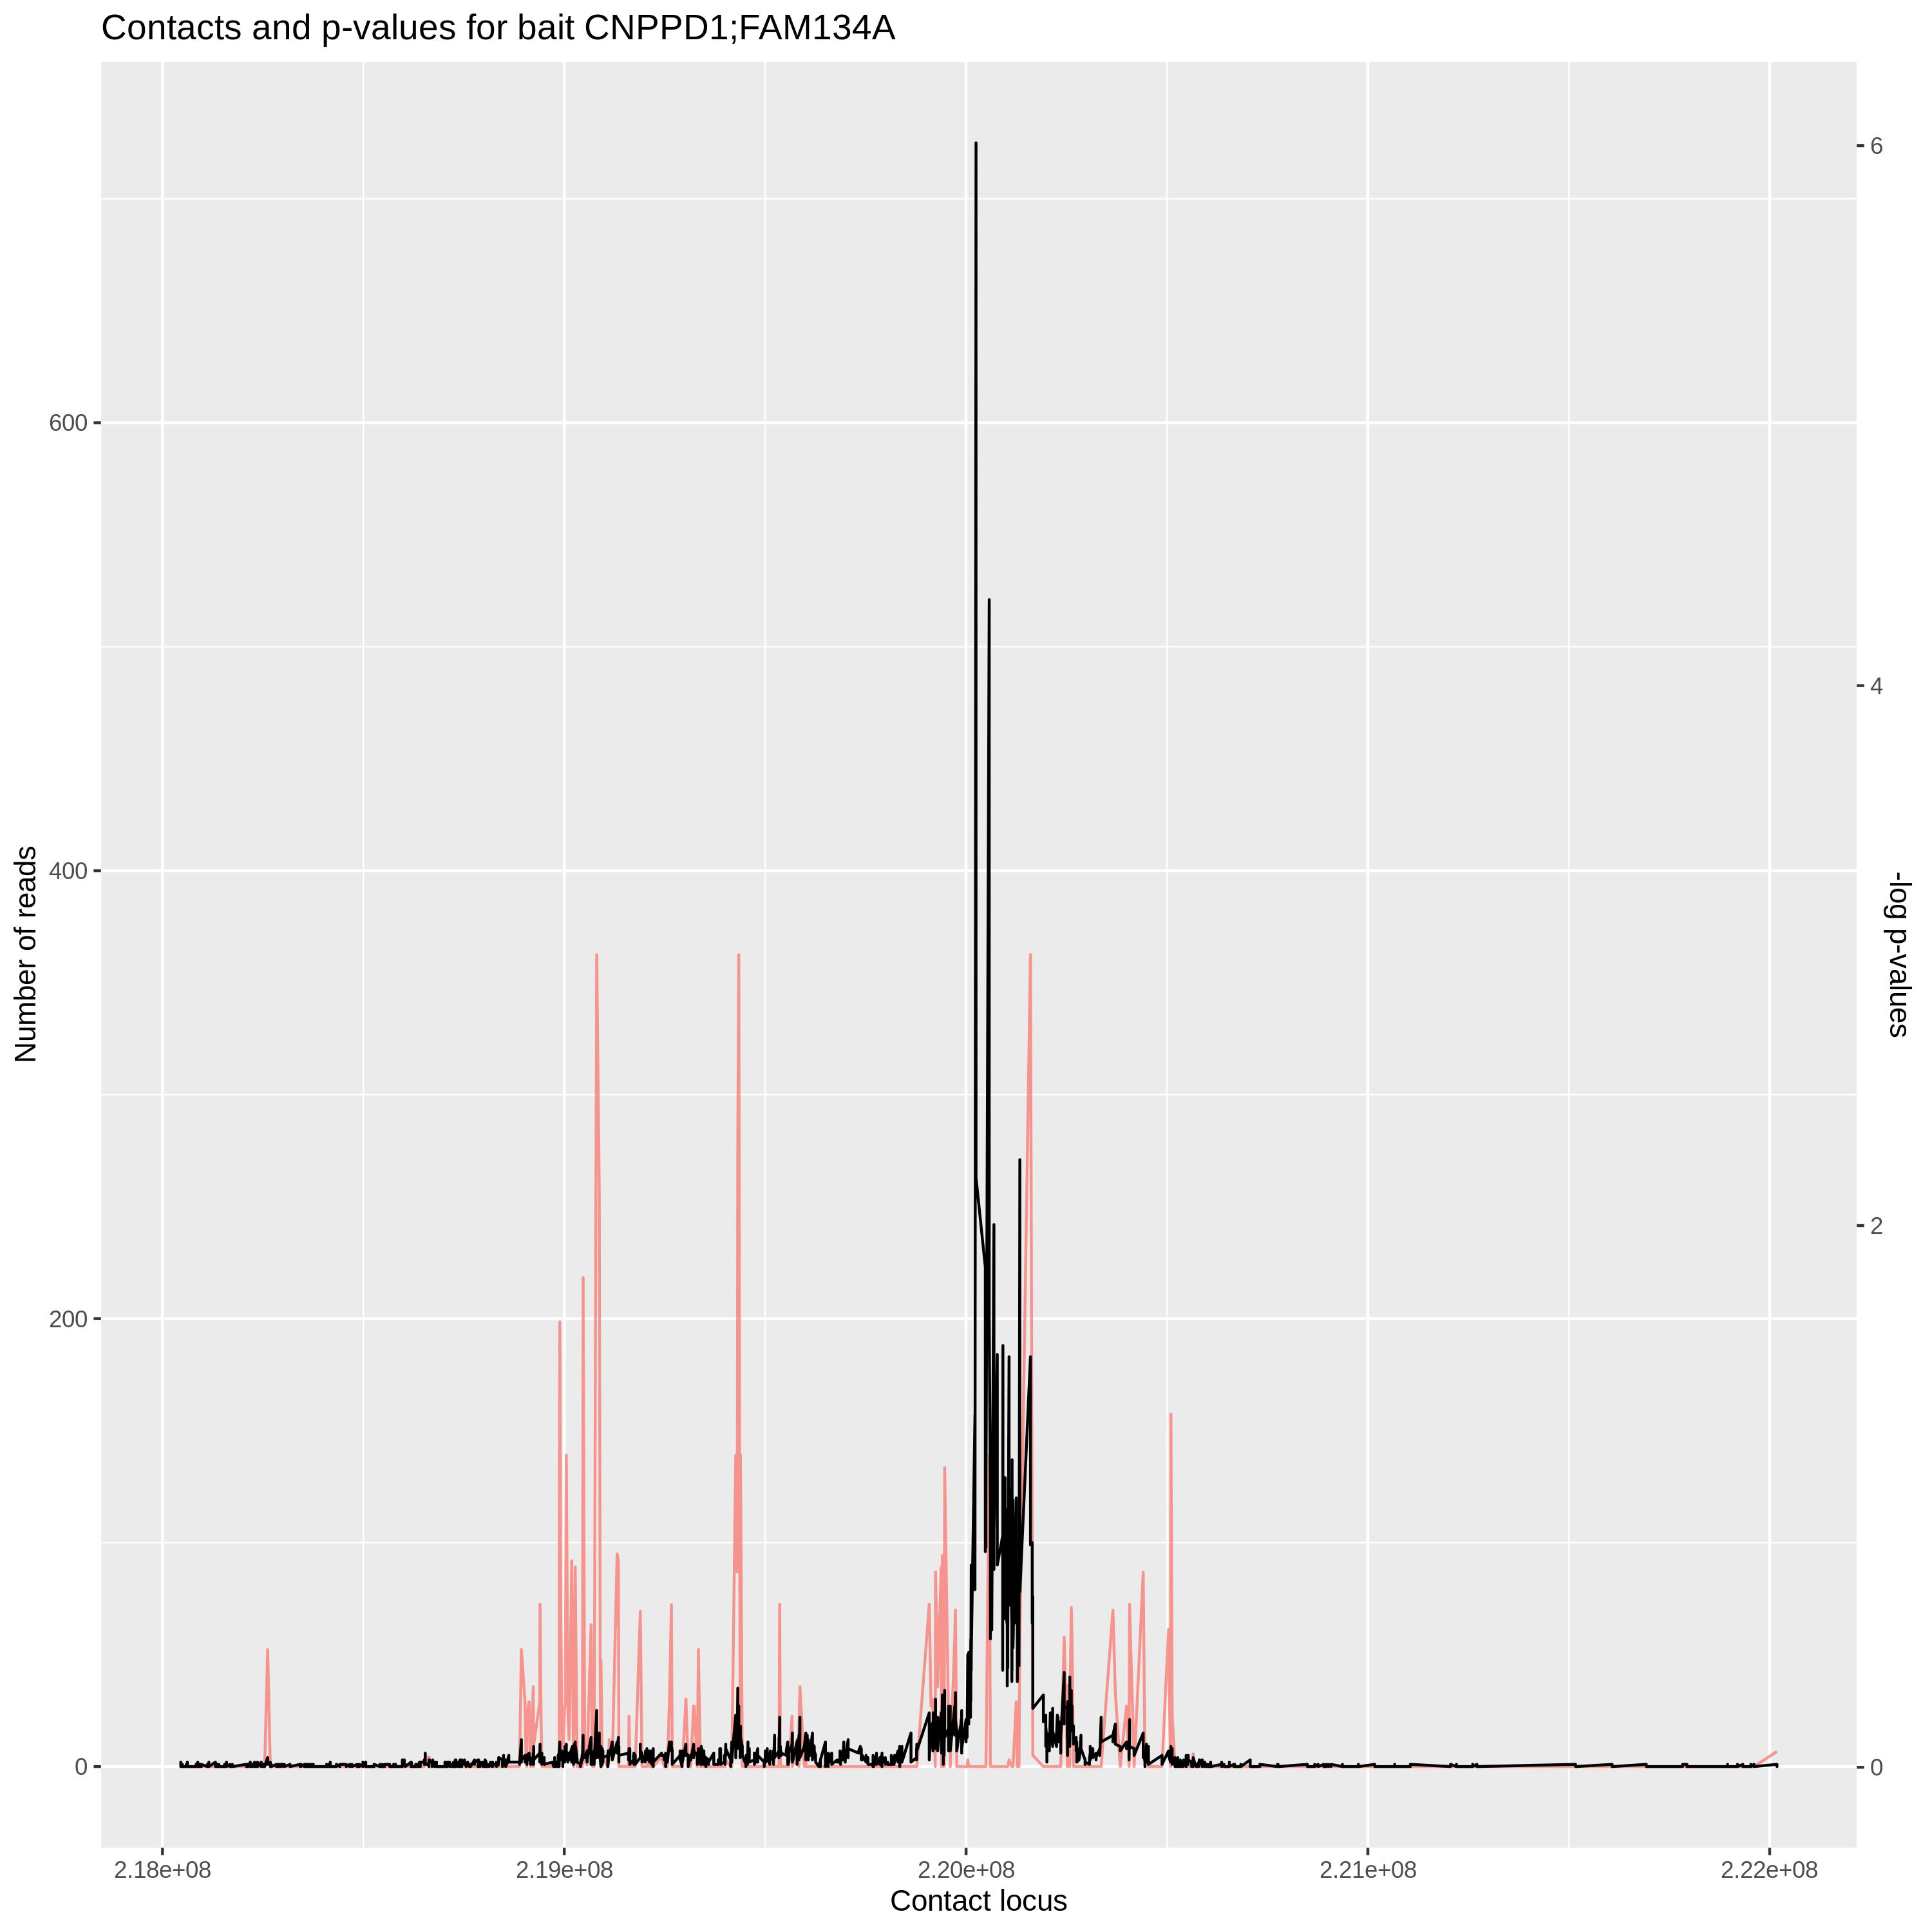 Contacts and p-values for bait CNPPD1;FAM134A
6
600
4
400
2
200
0
0
Number of reads
-log p-values
2.18e+08
2.19e+08
2.20e+08
2.21e+08
2.22e+08
Contact locus